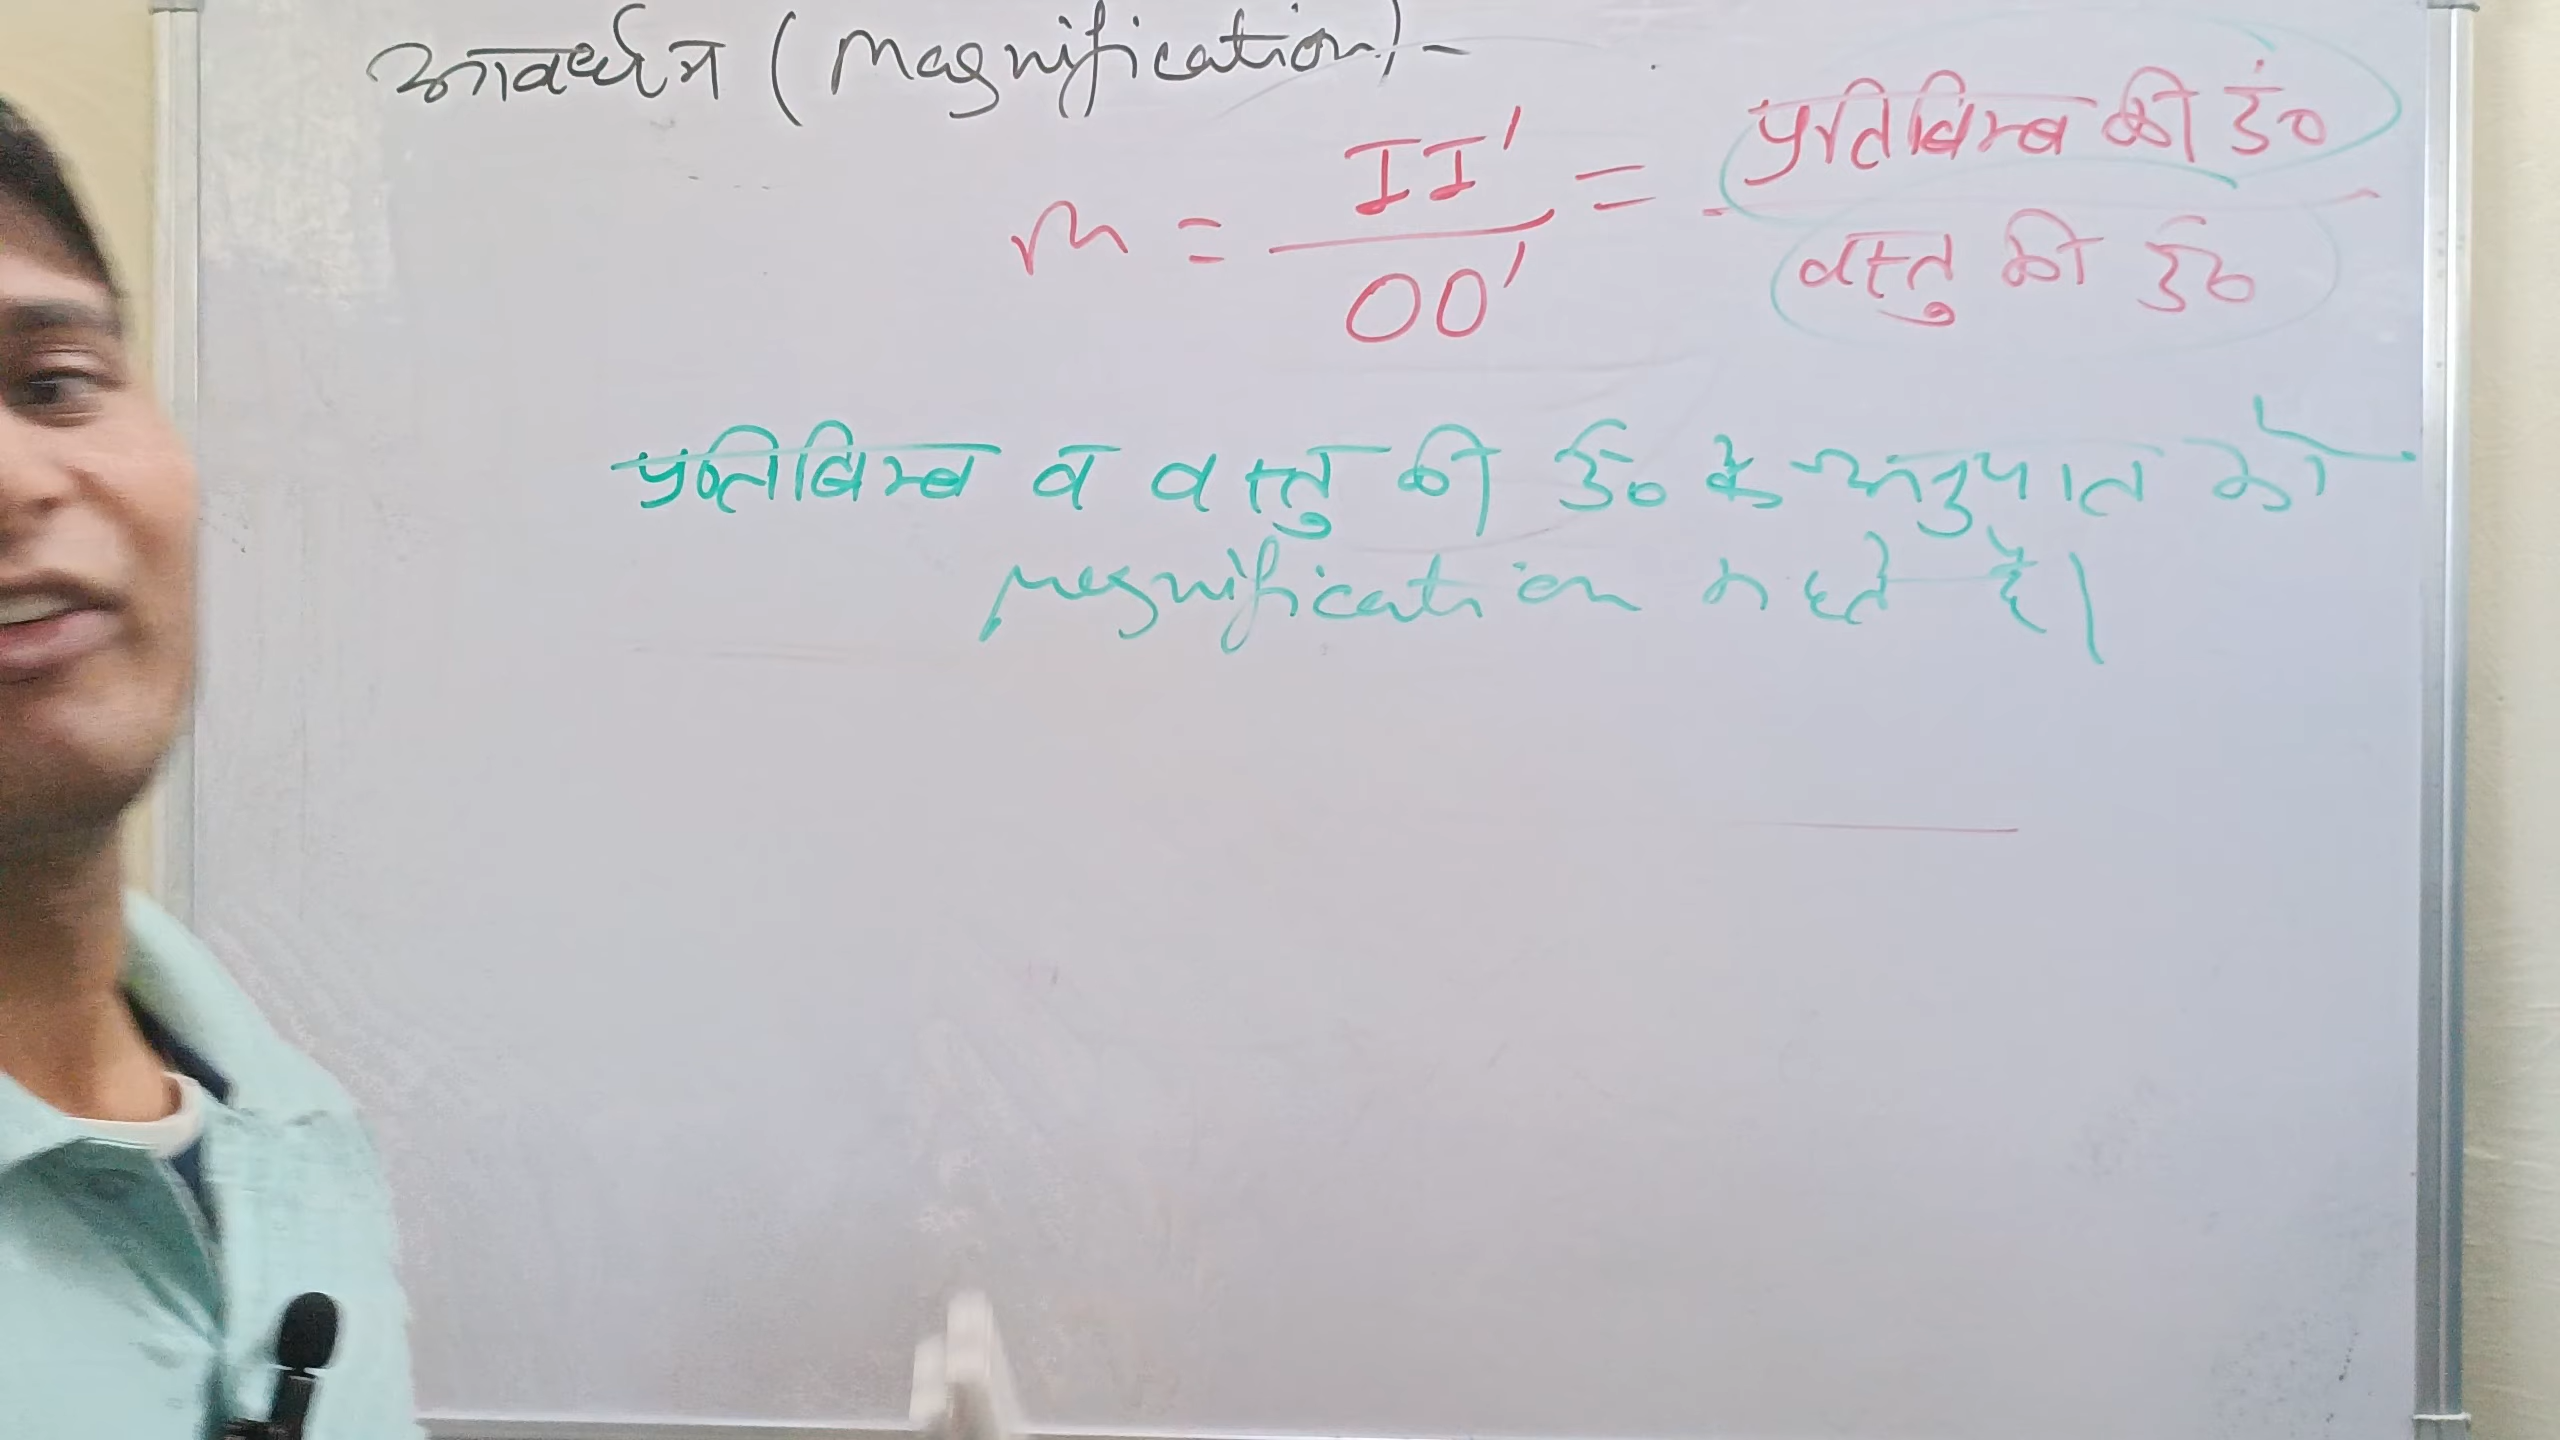 आवर्धन (Magnification) -
m = II' / OO' = प्रतिबिम्ब की ऊं० / वस्तु की ऊं०
प्रतिबिम्ब व वस्तु की ऊं० के अनुपात को
magnification कहते है।